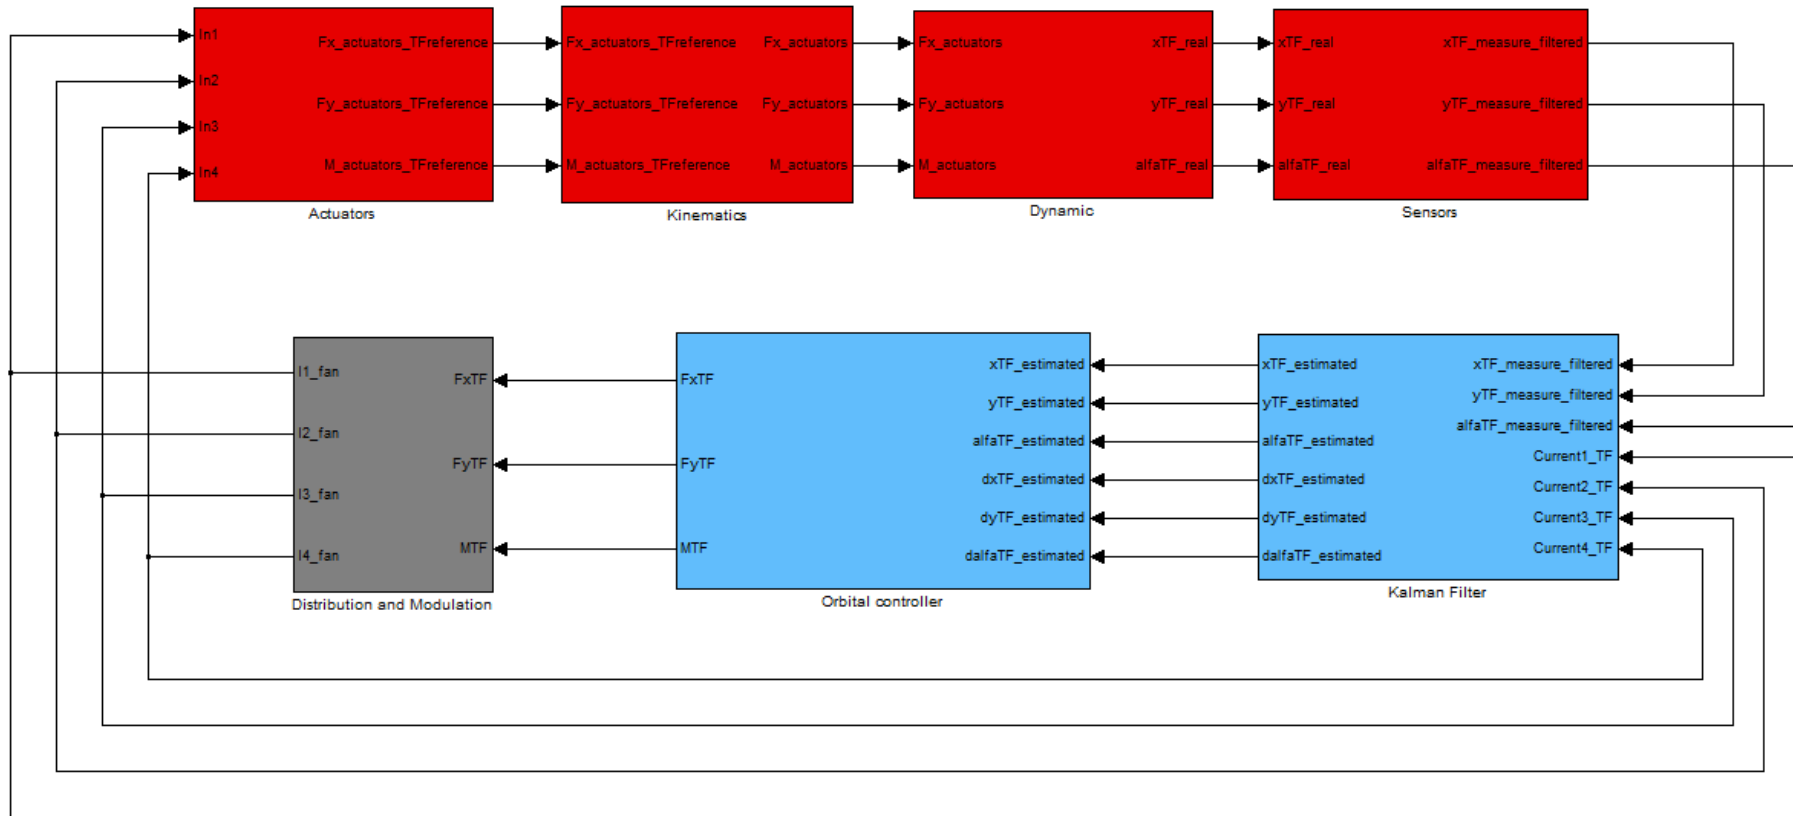 In1
In2
In3
In4
Fx_actuators_TFreference
Fy_actuators_TFreference
M_actuators_TFreference
Actuators
Fx_actuators_TFreference
Fy_actuators_TFreference
M_actuators_TFreference
Fx_actuators
Fy_actuators
M_actuators
Kinematics
Fx_actuators
Fy_actuators
M_actuators
xTF_real
yTF_real
alfaTF_real
Dynamic
xTF_real
yTF_real
alfaTF_real
xTF_measure_filtered
yTF_measure_filtered
alfaTF_measure_filtered
Sensors
I1_fan
I2_fan
I3_fan
I4_fan
FxTF
FyTF
MTF
Distribution and Modulation
FxTF
FyTF
MTF
xTF_estimated
yTF_estimated
alfaTF_estimated
dxTF_estimated
dyTF_estimated
dalfaTF_estimated
Orbital controller
xTF_estimated
yTF_estimated
alfaTF_estimated
dxTF_estimated
dyTF_estimated
dalfaTF_estimated
xTF_measure_filtered
yTF_measure_filtered
alfaTF_measure_filtered
Current1_TF
Current2_TF
Current3_TF
Current4_TF
Kalman Filter